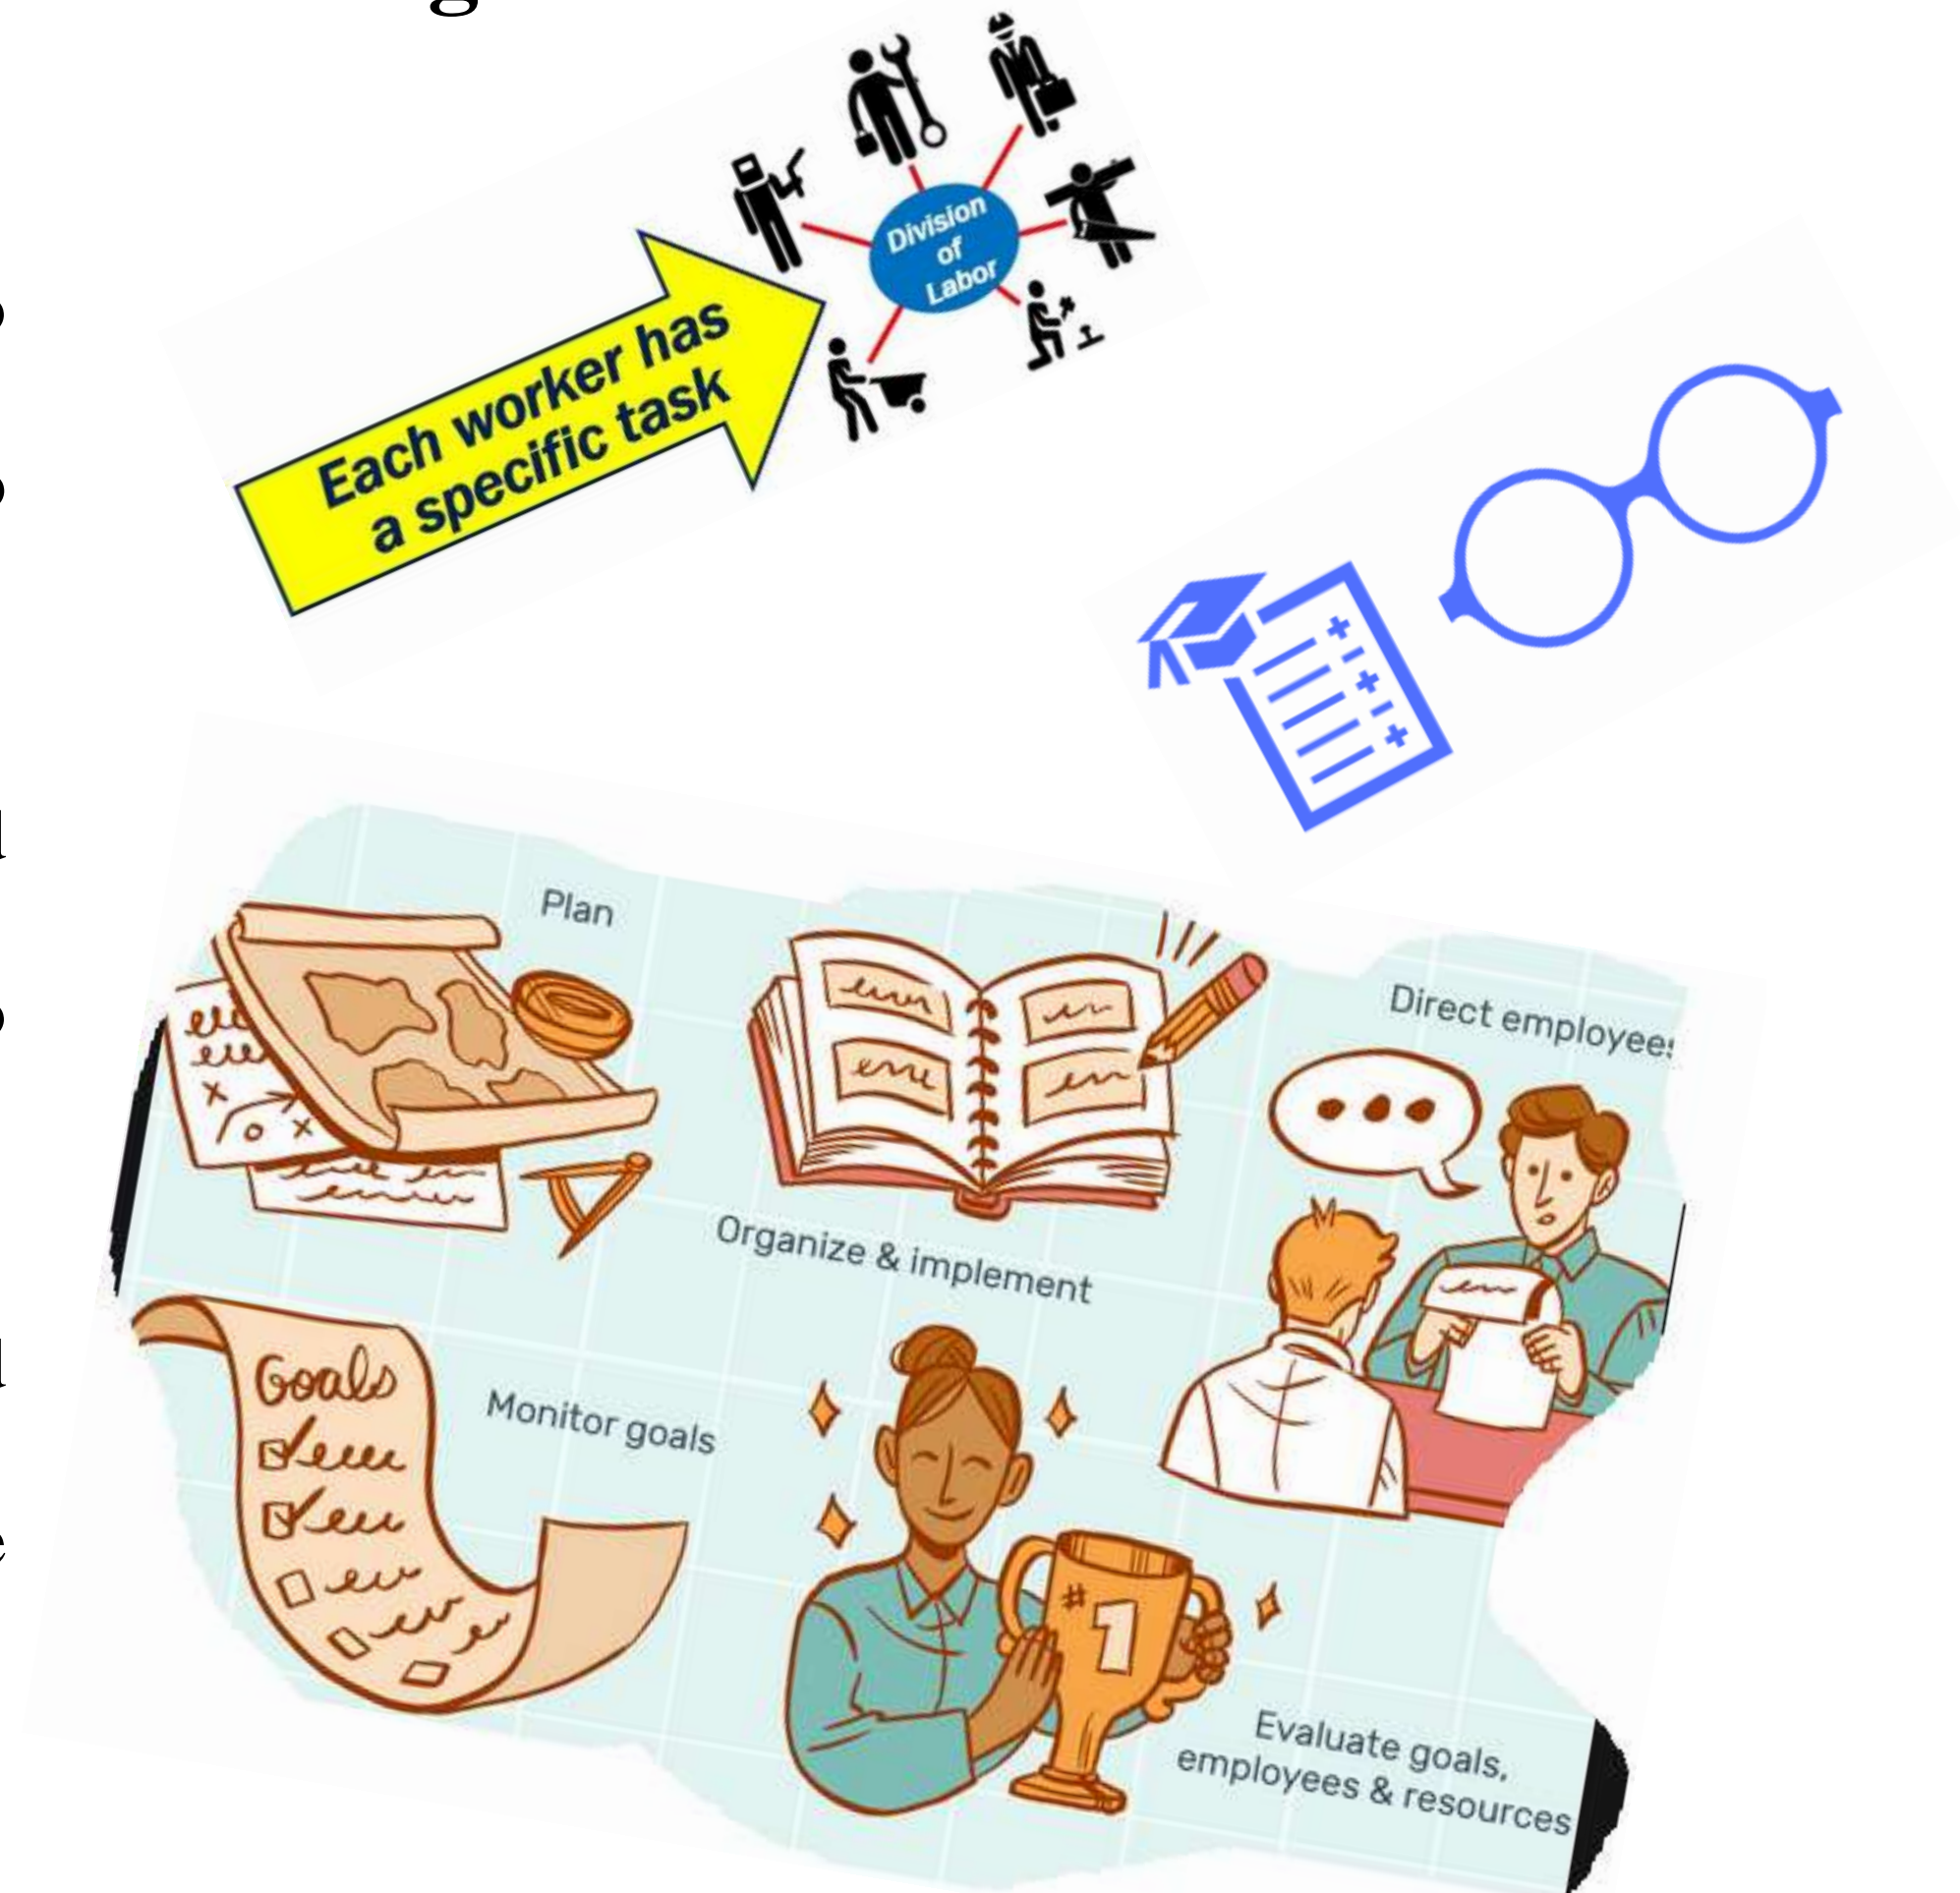 g
Each worker has
a specific task
Division
of
Labor
Plan
Direct employees
Organize & implement
Goals
Monitor goals
#1
Evaluate goals,
employees & resources